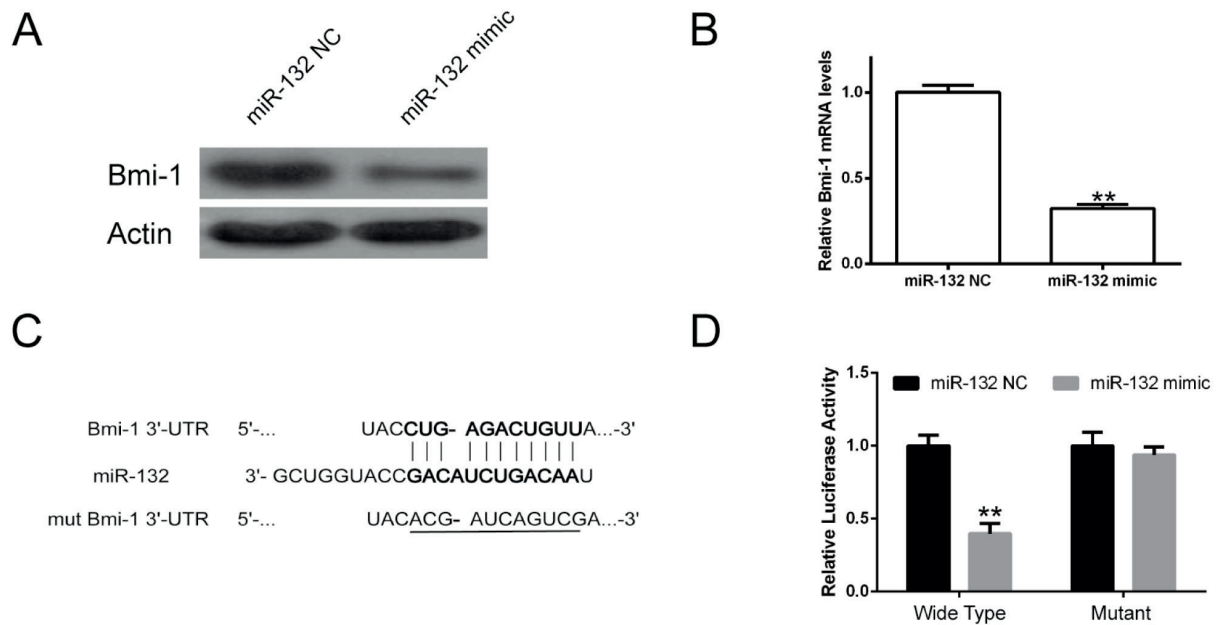 A
miR-132 NC
miR-132 mimic
Bmi-1
Actin
B
Relative Bmi-1 mRNA levels
1.0
0.5
0.0
**
miR-132 NC
miR-132 mimic
C
Bmi-1 3'-UTR 5'-... UACCUG- AGACUGUUA...-3'
miR-132 3'- GCUGGUACCGACAUCUGACAAU
mut Bmi-1 3'-UTR 5'-... UACACG- AUCAGUCGA...-3'
D
Relative Luciferase Activity
1.5
1.0
0.5
0.0
miR-132 NC
miR-132 mimic
**
Wide Type
Mutant